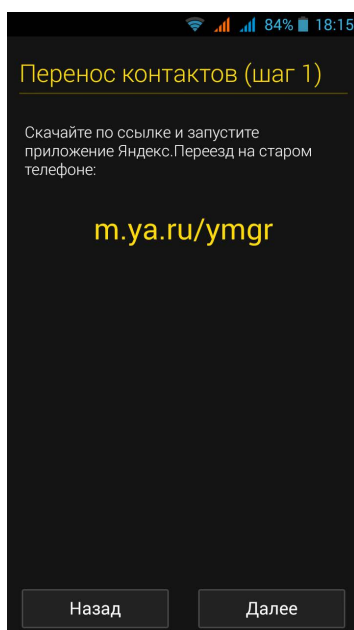 84% 18:15
Перенос контактов (шаг 1)
Скачайте по ссылке и запустите
приложение Яндекс.Переезд на старом
телефоне:
m.ya.ru/ymgr
Назад Далее